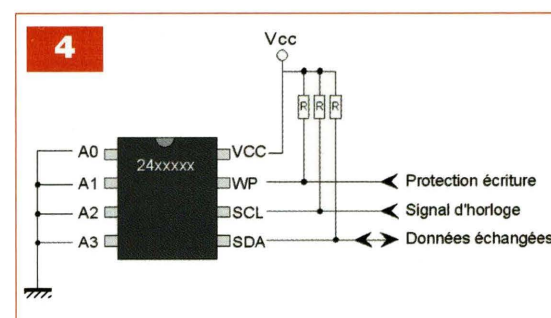 4
Vcc
R R R
A0 VCC
24xxxxx
A1 WP Protection écriture
A2 SCL Signal d'horloge
A3 SDA Données échangées